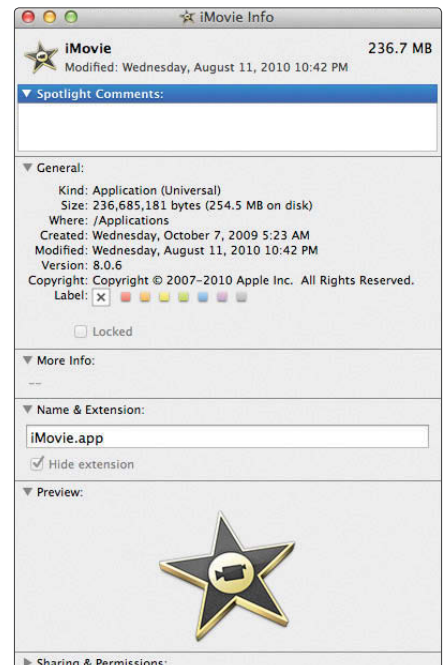 iMovie Info
iMovie 236.7 MB
Modified: Wednesday, August 11, 2010 10:42 PM
Spotlight Comments:
General:
Kind: Application (Universal)
Size: 236,685,181 bytes (254.5 MB on disk)
Where: /Applications
Created: Wednesday, October 7, 2009 5:23 AM
Modified: Wednesday, August 11, 2010 10:42 PM
Version: 8.0.6
Copyright: Copyright © 2007–2010 Apple Inc. All Rights Reserved.
Label:
Locked
More Info:
--
Name & Extension:
iMovie.app
Hide extension
Preview:
Sharing & Permissions: